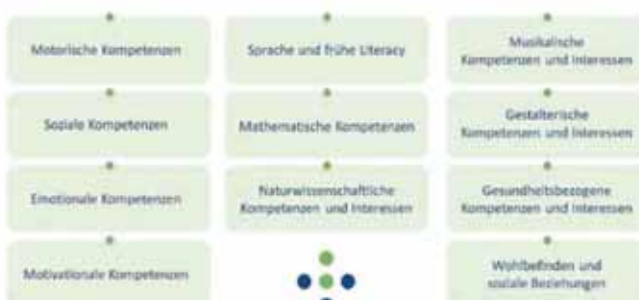 Motorische Kompetenzen
Soziale Kompetenzen
Emotionale Kompetenzen
Motivationale Kompetenzen
Sprache und frühe Literacy
Mathematische Kompetenzen
Naturwissenschaftliche
Kompetenzen und Interessen
Musikalische
Kompetenzen und Interessen
Gestalterische
Kompetenzen und Interessen
Gesundheitsbezogene
Kompetenzen und Interessen
Wohlbefinden und
soziale Beziehungen